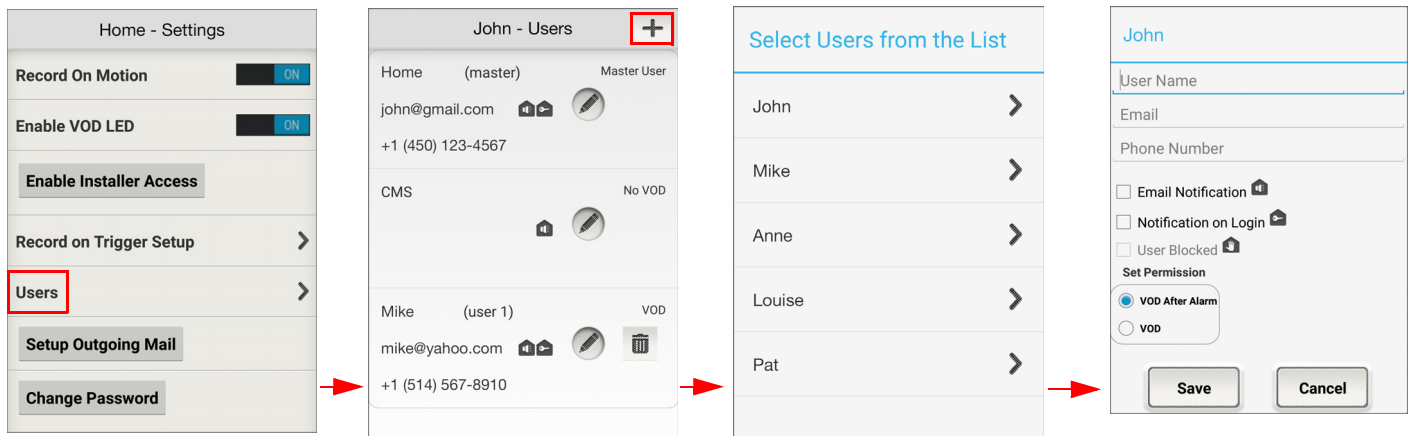 Home - Settings
Record On Motion
ON
Enable VOD LED
ON
Enable Installer Access
Record on Trigger Setup
Users
Setup Outgoing Mail
Change Password
John - Users
Home (master) Master User
john@gmail.com
+1 (450) 123-4567
CMS No VOD
Mike (user 1) VOD
mike@yahoo.com
+1 (514) 567-8910
Select Users from the List
John
Mike
Anne
Louise
Pat
John
User Name
Email
Phone Number
Email Notification
Notification on Login
User Blocked
Set Permission
VOD After Alarm
VOD
Save Cancel